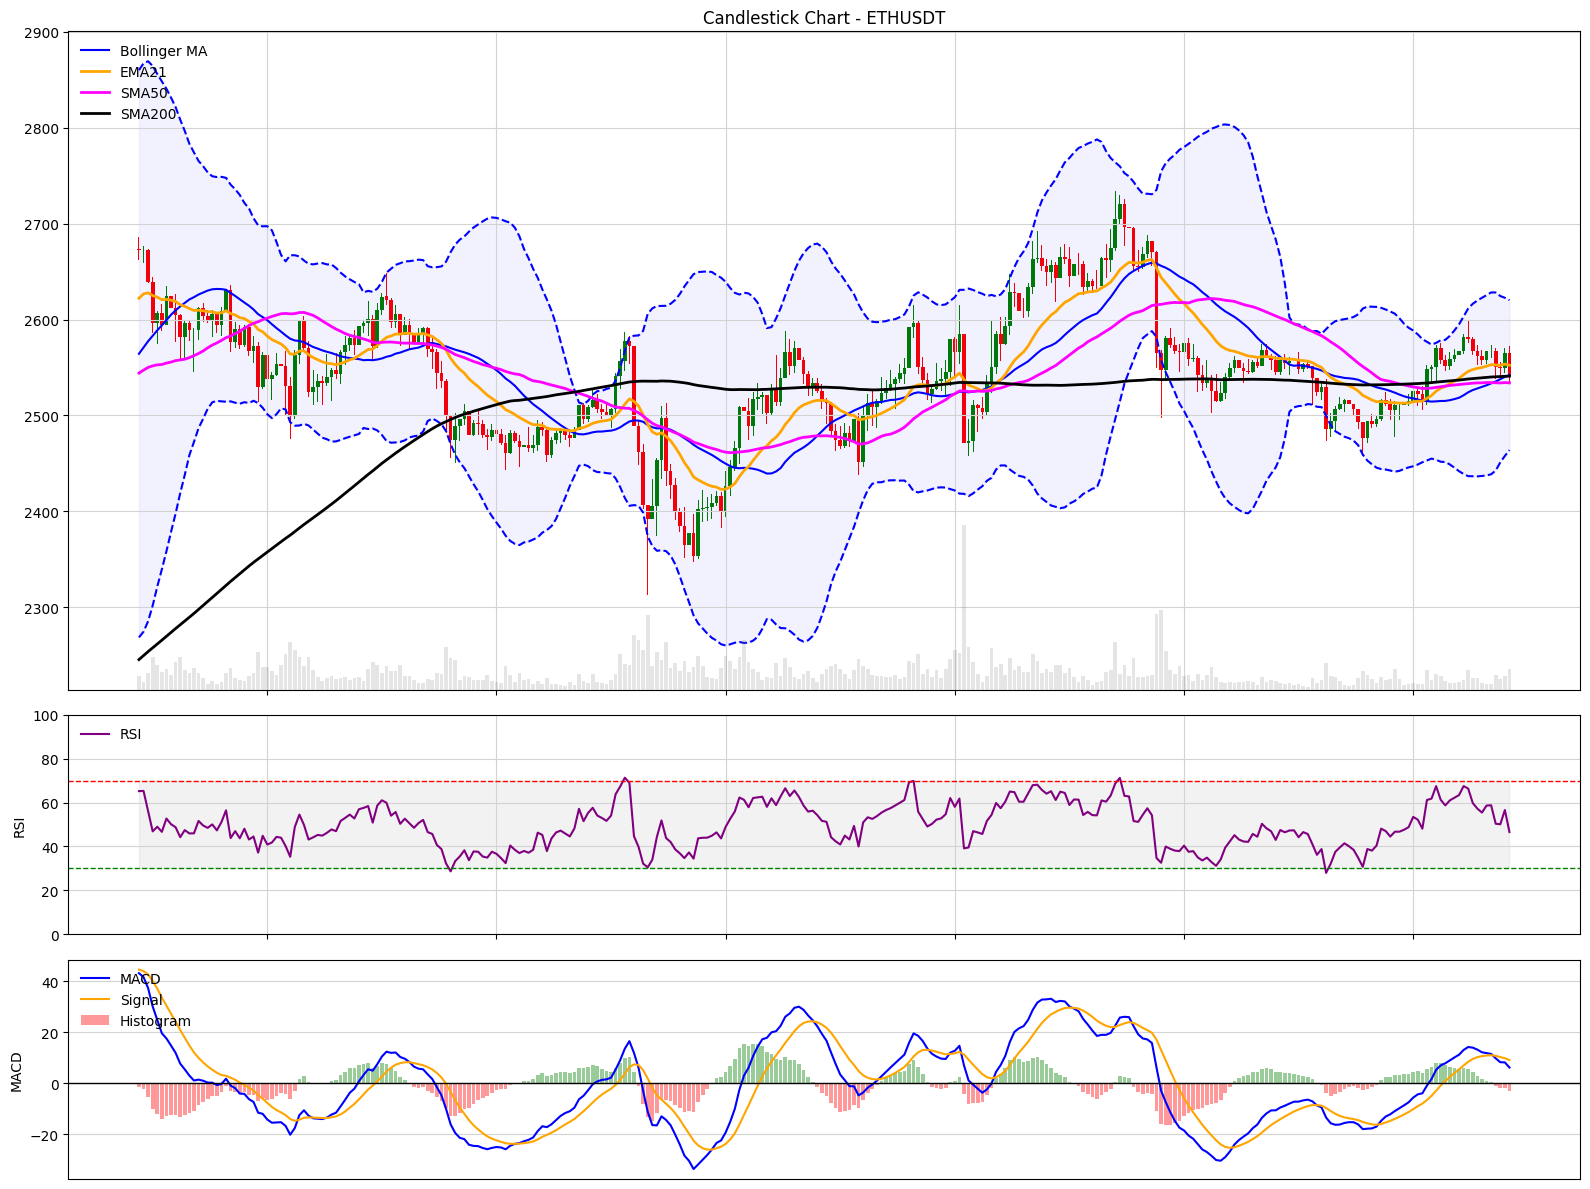 Candlestick Chart - ETHUSDT
2900
2800
2700
2600
2500
2400
2300
Bollinger MA
EMA21
SMA50
SMA200
100
80
60
40
20
0
RSI
RSI
40
20
0
−20
MACD
MACD
Signal
Histogram